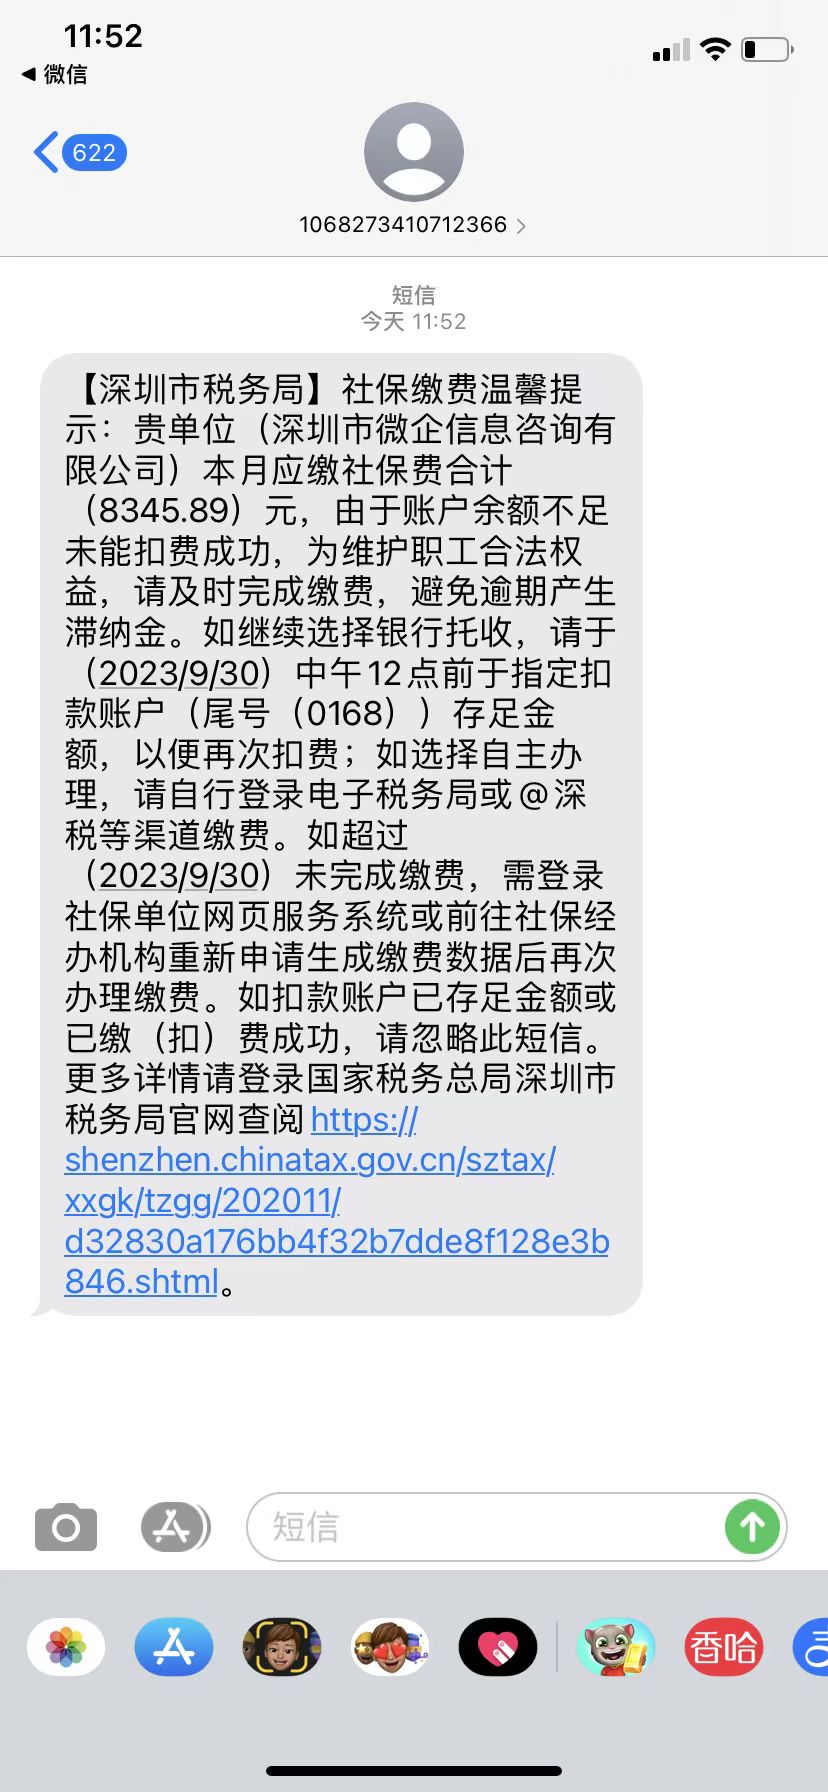 11:52
◀ 微信
622
1068273410712366
短信
今天 11:52
【深圳市税务局】社保缴费温馨提
示：贵单位（深圳市微企信息咨询有
限公司）本月应缴社保费合计
（8345.89）元，由于账户余额不足
未能扣费成功，为维护职工合法权
益，请及时完成缴费，避免逾期产生
滞纳金。如继续选择银行托收，请于
（2023/9/30）中午12点前于指定扣
款账户（尾号（0168））存足金
额，以便再次扣费；如选择自主办
理，请自行登录电子税务局或@深
税等渠道缴费。如超过
（2023/9/30）未完成缴费，需登录
社保单位网页服务系统或前往社保经
办机构重新申请生成缴费数据后再次
办理缴费。如扣款账户已存足金额或
已缴（扣）费成功，请忽略此短信。
更多详情请登录国家税务总局深圳市
税务局官网查阅https://
shenzhen.chinatax.gov.cn/sztax/
xxgk/tzgg/202011/
d32830a176bb4f32b7dde8f128e3b
846.shtml。
短信
香哈